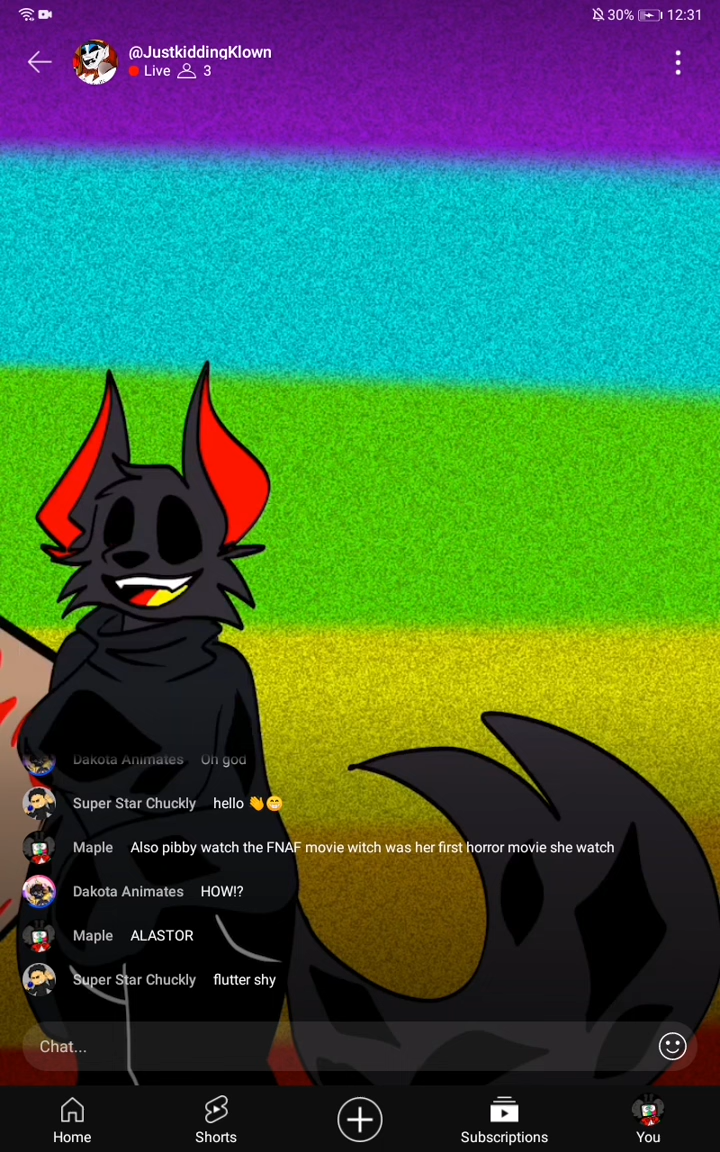 30% 12:31
@JustkiddingKlown
Live 3
Dakota Animates Oh god
Super Star Chuckly hello 👋😁
Maple Also pibby watch the FNAF movie witch was her first horror movie she watch
Dakota Animates HOW!?
Maple ALASTOR
Super Star Chuckly flutter shy
Chat...
Home Shorts Subscriptions You